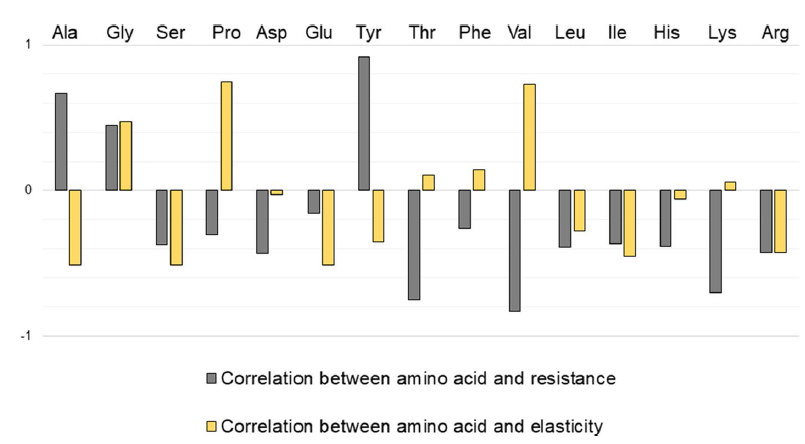 Ala Gly Ser Pro Asp Glu Tyr Thr Phe Val Leu Ile His Lys Arg
1
0
-1
Correlation between amino acid and resistance
Correlation between amino acid and elasticity